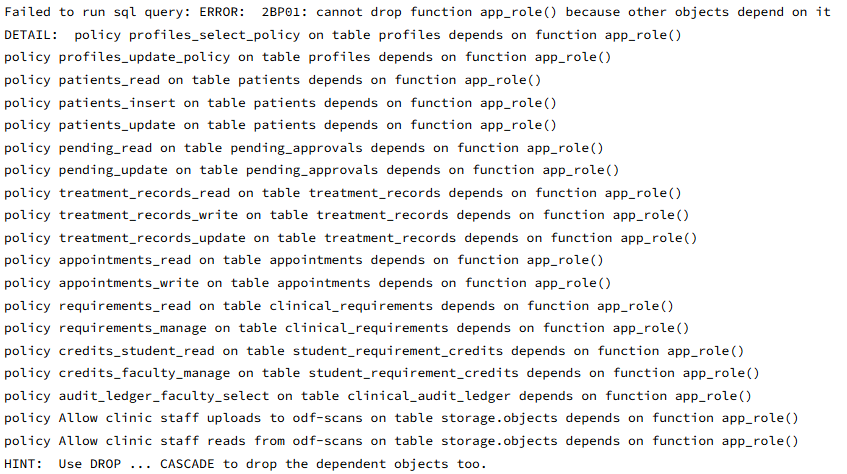 Failed to run sql query: ERROR:  2BP01: cannot drop function app_role() because other objects depend on it
DETAIL:  policy profiles_select_policy on table profiles depends on function app_role()
policy profiles_update_policy on table profiles depends on function app_role()
policy patients_read on table patients depends on function app_role()
policy patients_insert on table patients depends on function app_role()
policy patients_update on table patients depends on function app_role()
policy pending_read on table pending_approvals depends on function app_role()
policy pending_update on table pending_approvals depends on function app_role()
policy treatment_records_read on table treatment_records depends on function app_role()
policy treatment_records_write on table treatment_records depends on function app_role()
policy treatment_records_update on table treatment_records depends on function app_role()
policy appointments_read on table appointments depends on function app_role()
policy appointments_write on table appointments depends on function app_role()
policy requirements_read on table clinical_requirements depends on function app_role()
policy requirements_manage on table clinical_requirements depends on function app_role()
policy credits_student_read on table student_requirement_credits depends on function app_role()
policy credits_faculty_manage on table student_requirement_credits depends on function app_role()
policy audit_ledger_faculty_select on table clinical_audit_ledger depends on function app_role()
policy Allow clinic staff uploads to odf-scans on table storage.objects depends on function app_role()
policy Allow clinic staff reads from odf-scans on table storage.objects depends on function app_role()
HINT:  Use DROP ... CASCADE to drop the dependent objects too.